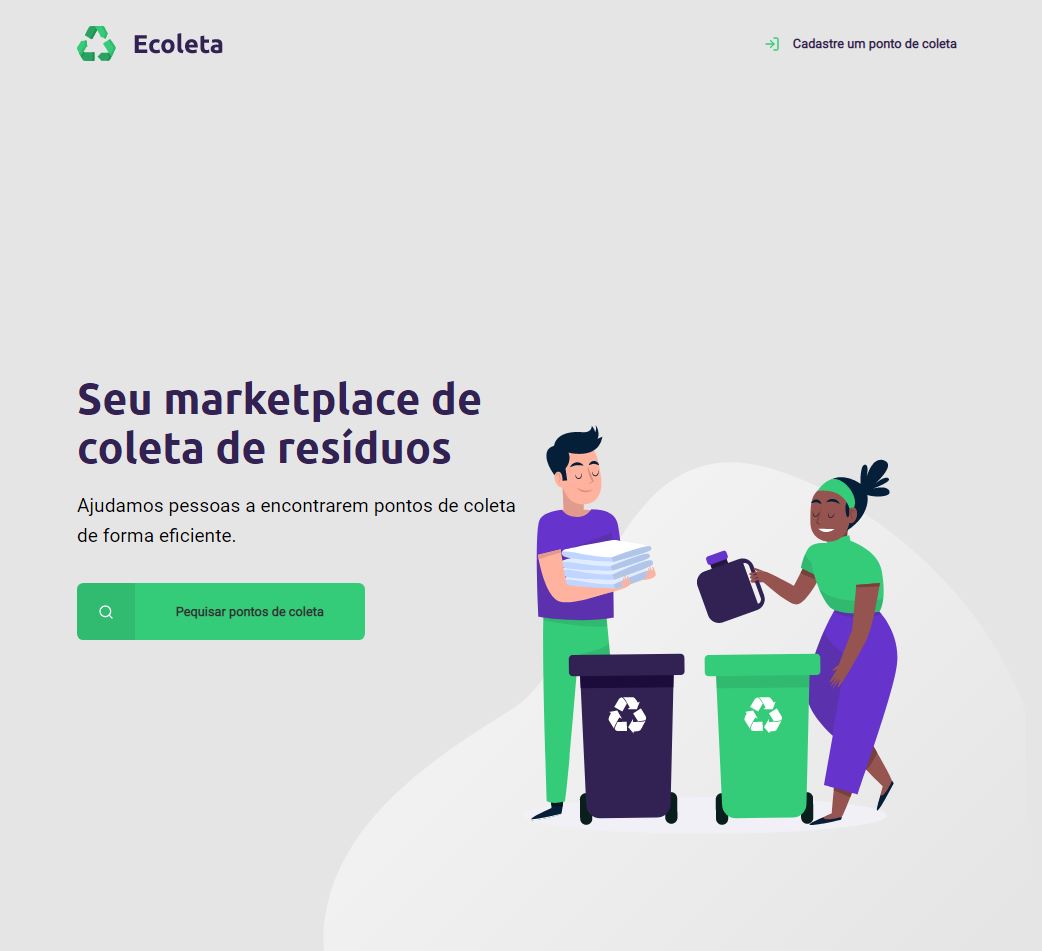 Ecoleta
Cadastre um ponto de coleta
Seu marketplace de
coleta de resíduos
Ajudamos pessoas a encontrarem pontos de coleta
de forma eficiente.
Pequisar pontos de coleta